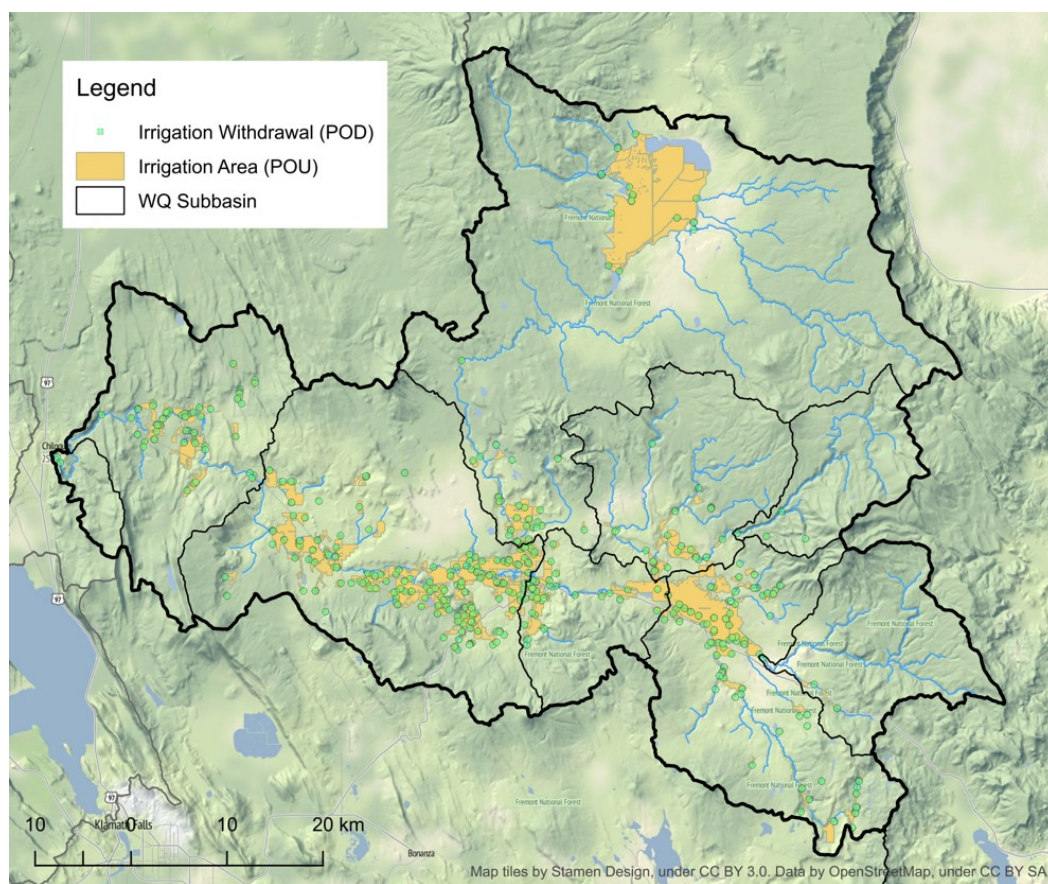 Legend
Irrigation Withdrawal (POD)
Irrigation Area (POU)
WQ Subbasin
Fremont National
Fremont National Forest
97
97
Fremont National Forest
Fremont National Forest
Fremont National Forest
Fremont National Forest
Fremont National Forest
Fremont National Forest
Fremont National Forest
Fremont National Forest
97
Klamath Falls
Bonanza
10 0 10 20 km
Map tiles by Stamen Design, under CC BY 3.0. Data by OpenStreetMap, under CC BY SA